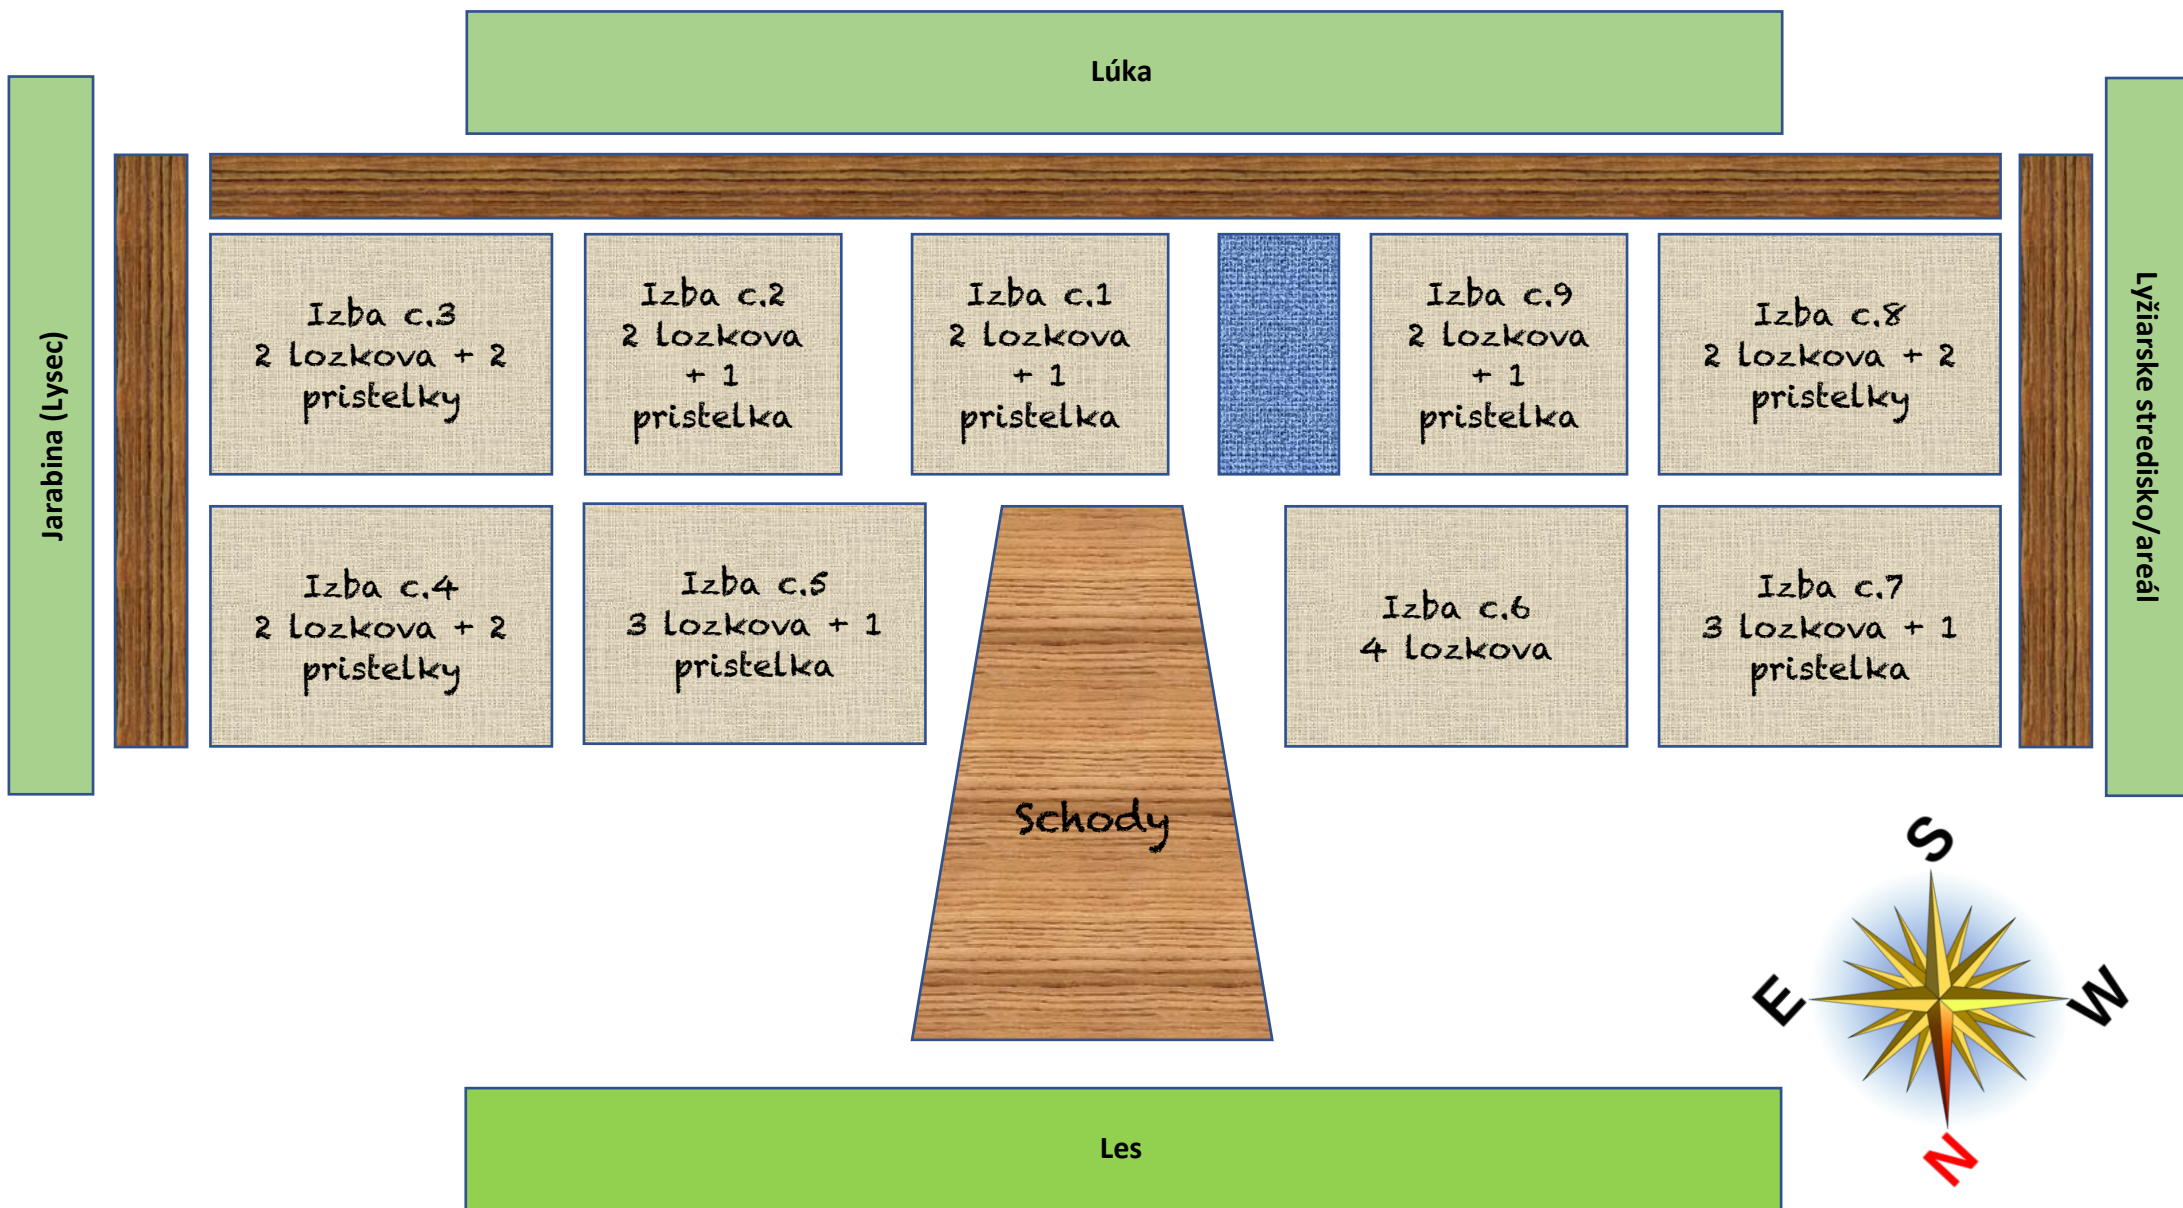 Lúka
Jarabina (Lysec)
Lyžiarske stredisko/areál
Izba c.3
2 lozkova + 2
pristelky
Izba c.2
2 lozkova
+ 1
pristelka
Izba c.1
2 lozkova
+ 1
pristelka
Izba c.9
2 lozkova
+ 1
pristelka
Izba c.8
2 lozkova + 2
pristelky
Izba c.4
2 lozkova + 2
pristelky
Izba c.5
3 lozkova + 1
pristelka
Izba c.6
4 lozkova
Izba c.7
3 lozkova + 1
pristelka
Schody
S
E
W
N
Les